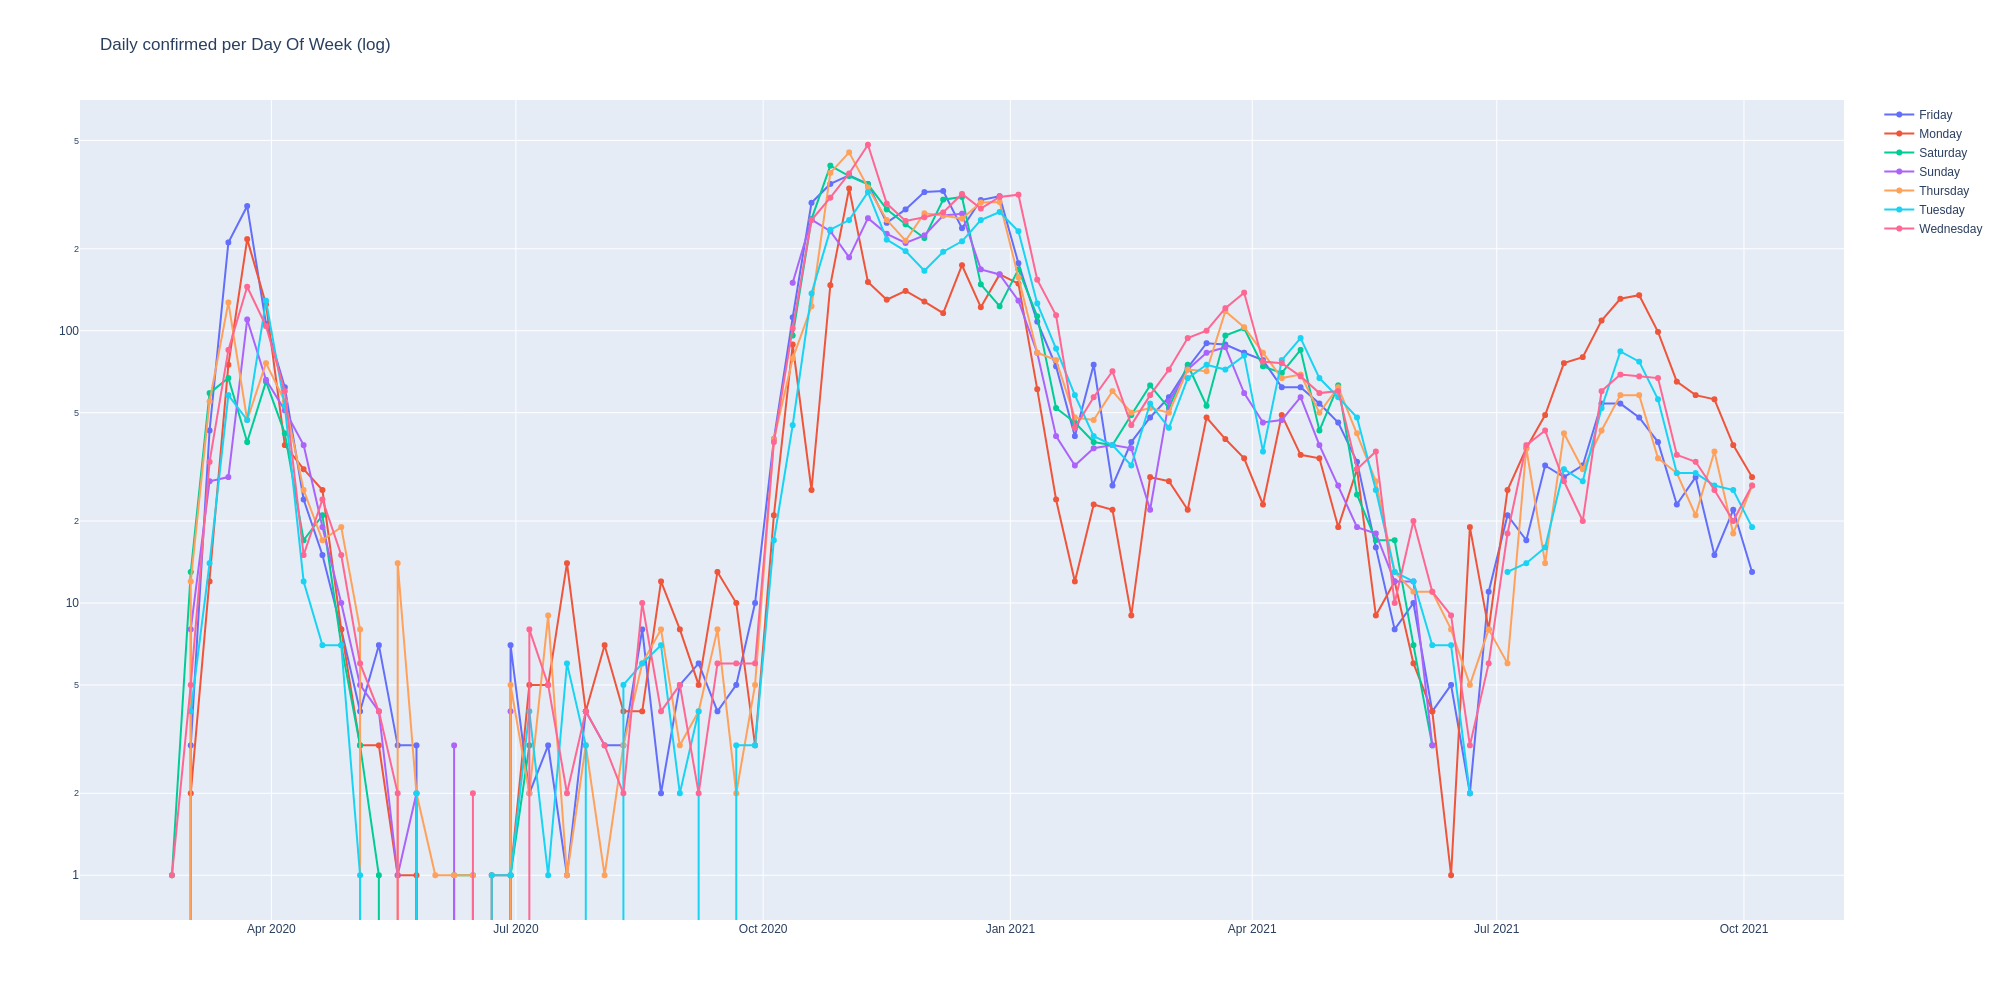 Daily confirmed per Day Of Week (log)
5
2
100
5
2
10
5
2
1
Apr 2020
Jul 2020
Oct 2020
Jan 2021
Apr 2021
Jul 2021
Oct 2021
Friday
Monday
Saturday
Sunday
Thursday
Tuesday
Wednesday